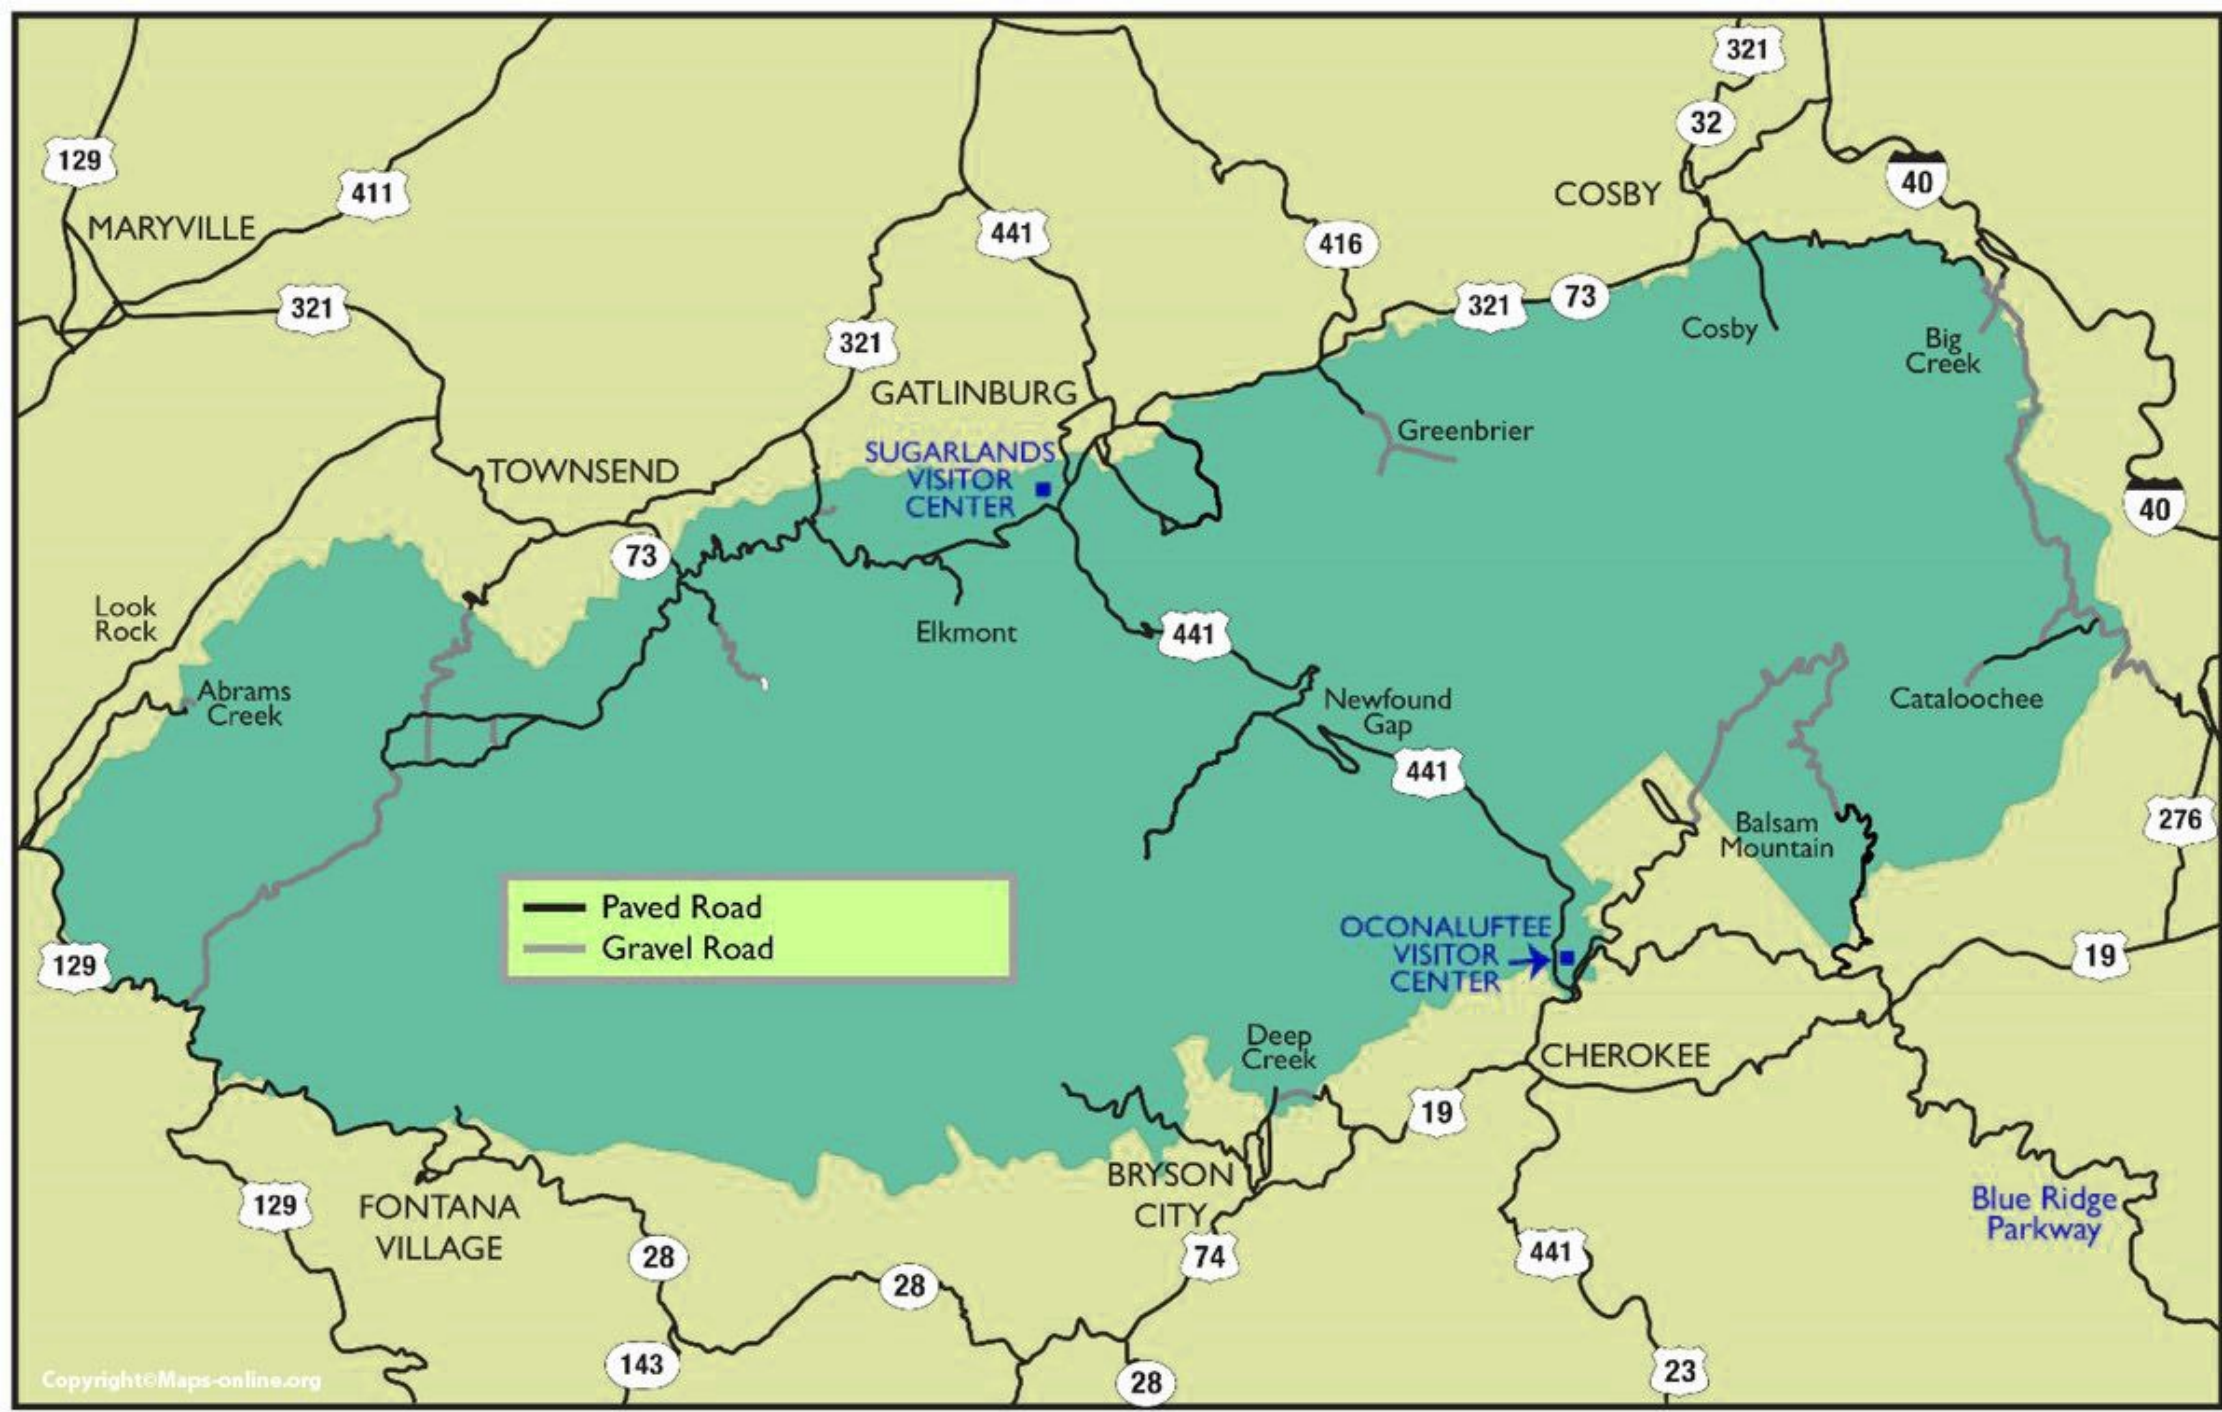 321
32
129
40
411
COSBY
MARYVILLE
441
416
321
321
73
Cosby
321
Big
Creek
GATLINBURG
Greenbrier
SUGARLANDS
VISITOR
CENTER
TOWNSEND
40
73
Look
Rock
Elkmont
441
Abrams
Creek
Newfound
Gap
Cataloochee
441
276
Balsam
Mountain
Paved Road
Gravel Road
OCONALUFTEE
VISITOR
CENTER
129
19
Deep
Creek
CHEROKEE
19
BRYSON
CITY
129
FONTANA
VILLAGE
Blue Ridge
Parkway
28
74
441
28
143
28
23
Copyright©Maps-online.org